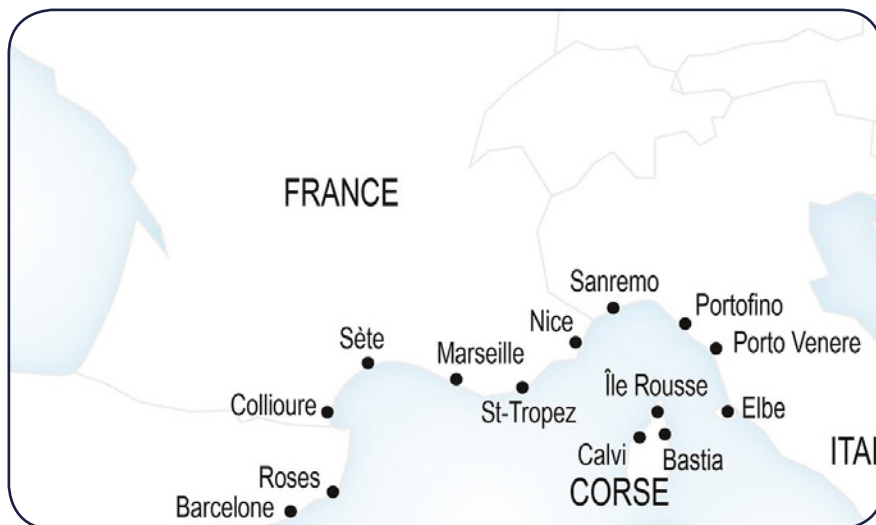 FRANCE
Sanremo
Portofino
Nice
Sète
Marseille
Porto Venere
Île Rousse
Collioure
St-Tropez
Elbe
Calvi
Bastia
ITAI
Roses
CORSE
Barcelone